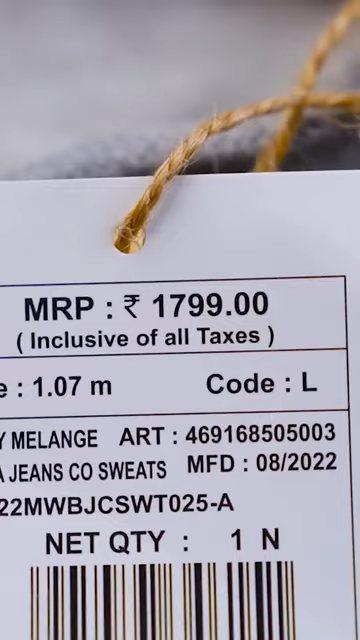 MRP : ₹ 1799.00
( Inclusive of all Taxes )
e : 1.07 m Code : L
Y MELANGE ART : 469168505003
A JEANS CO SWEATS MFD : 08/2022
22MWBJCSWT025-A
NET QTY : 1 N